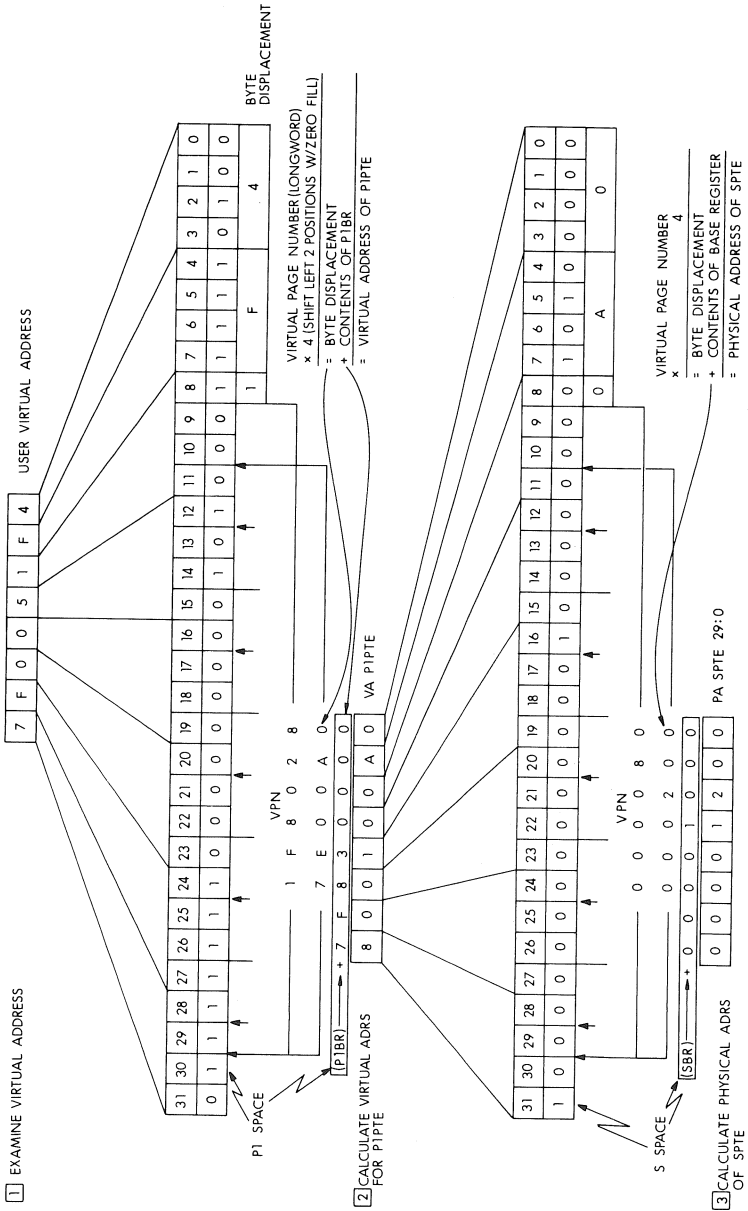 1 EXAMINE VIRTUAL ADDRESS
7 F 0 0 5 1 F 4 USER VIRTUAL ADDRESS
31 30 29 28 27 26 25 24 23 22 21 20 19 18 17 16 15 14 13 12 11 10 9 8 7 6 5 4 3 2 1 0
0 1 1 1 1 1 1 1 0 0 0 0 0 0 0 0 0 1 0 1 0 0 0 1 1 1 1 1 0 1 0 0
1 F 4
BYTE
DISPLACEMENT
P1 SPACE
VPN
1 F 8 0 2 8
7 E 0 0 A 0
(P1BR) + 7 F 8 3 0 0 0 0
VIRTUAL PAGE NUMBER (LONGWORD)
× 4 (SHIFT LEFT 2 POSITIONS W/ZERO FILL)
= BYTE DISPLACEMENT
+ CONTENTS OF P1BR
= VIRTUAL ADDRESS OF P1PTE
2 CALCULATE VIRTUAL ADRS
FOR P1PTE
8 0 0 1 0 0 A 0 VA P1PTE
31 30 29 28 27 26 25 24 23 22 21 20 19 18 17 16 15 14 13 12 11 10 9 8 7 6 5 4 3 2 1 0
1 0 0 0 0 0 0 0 0 0 0 0 0 0 0 1 0 0 0 0 0 0 0 0 1 0 1 0 0 0 0 0
0 A 0
S SPACE
VPN
0 0 0 0 8 0
0 0 0 2 0 0
(SBR) + 0 0 0 0 1 0 0 0
VIRTUAL PAGE NUMBER
× 4
= BYTE DISPLACEMENT
+ CONTENTS OF BASE REGISTER
= PHYSICAL ADDRESS OF SPTE
3 CALCULATE PHYSICAL ADRS
OF SPTE
0 0 0 0 1 2 0 0 PA SPTE 29:0